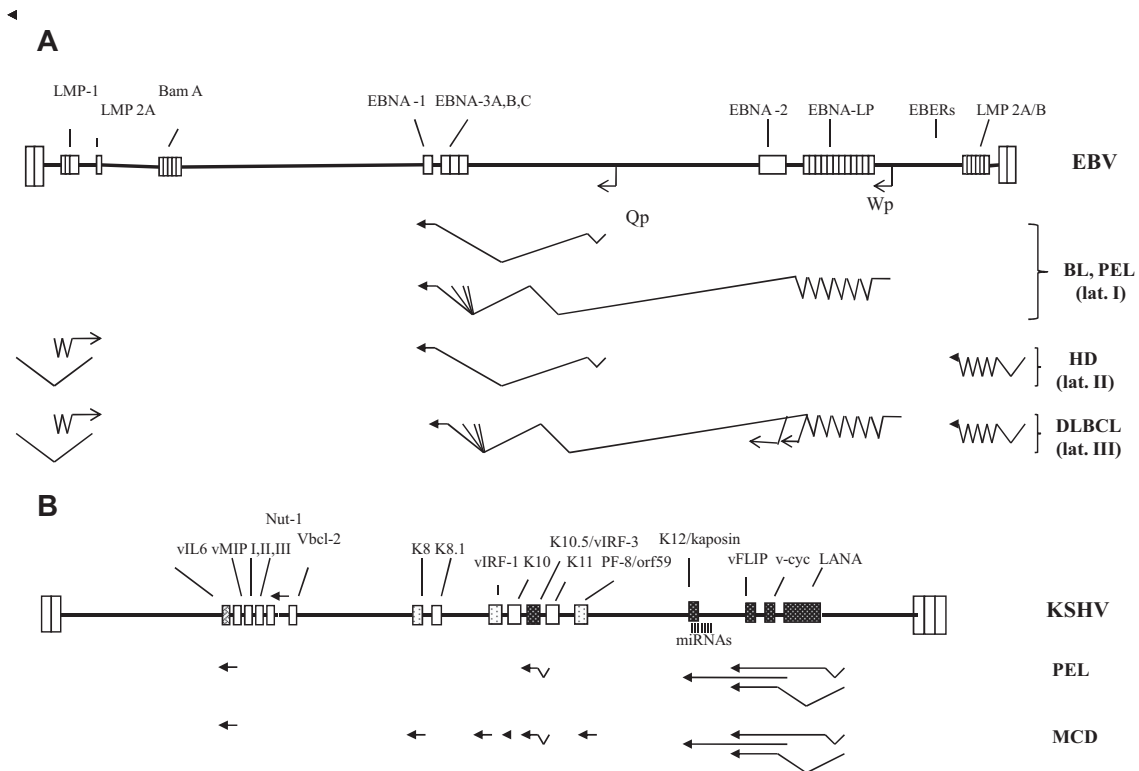 A
LMP-1
LMP 2A
Bam A
EBNA -1
EBNA-3A,B,C
EBNA -2
EBNA-LP
EBERs
LMP 2A/B
EBV
Qp
Wp
BL, PEL
(lat. I)
HD
(lat. II)
DLBCL
(lat. III)
B
Nut-1
vIL6 vMIP I,II,III
Vbcl-2
K8 K8.1
vIRF-1 K10
K10.5/vIRF-3
K11 PF-8/orf59
K12/kaposin
vFLIP v-cyc LANA
KSHV
miRNAs
PEL
MCD